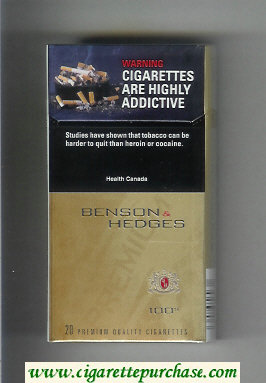 WARNING
CIGARETTES
ARE HIGHLY
ADDICTIVE
Studies have shown that tobacco can be
harder to quit than heroin or cocaine.
Health Canada
BENSON &
HEDGES
100's
20 PREMIUM QUALITY CIGARETTES
www.cigarettepurchase.com